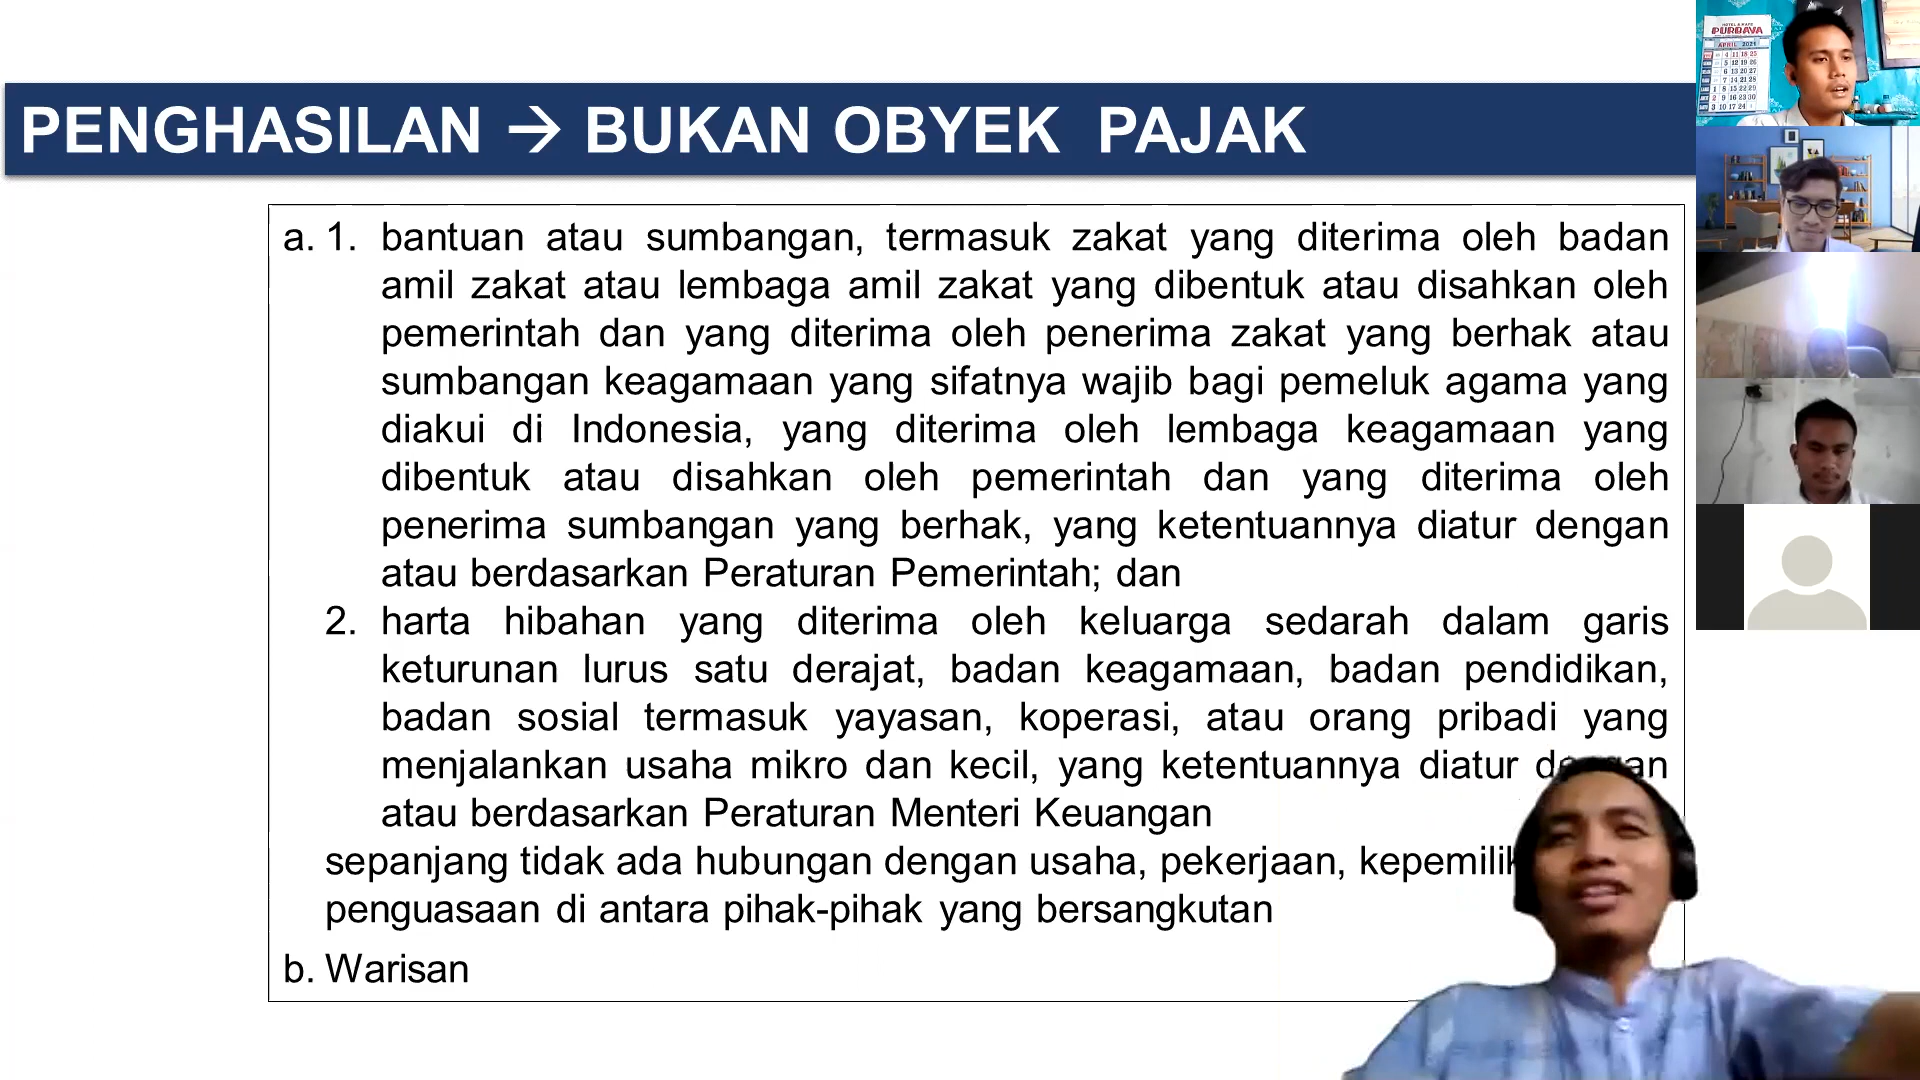 PENGHASILAN → BUKAN OBYEK PAJAK
a. 1. bantuan atau sumbangan, termasuk zakat yang diterima oleh badan
amil zakat atau lembaga amil zakat yang dibentuk atau disahkan oleh
pemerintah dan yang diterima oleh penerima zakat yang berhak atau
sumbangan keagamaan yang sifatnya wajib bagi pemeluk agama yang
diakui di Indonesia, yang diterima oleh lembaga keagamaan yang
dibentuk atau disahkan oleh pemerintah dan yang diterima oleh
penerima sumbangan yang berhak, yang ketentuannya diatur dengan
atau berdasarkan Peraturan Pemerintah; dan
2. harta hibahan yang diterima oleh keluarga sedarah dalam garis
keturunan lurus satu derajat, badan keagamaan, badan pendidikan,
badan sosial termasuk yayasan, koperasi, atau orang pribadi yang
menjalankan usaha mikro dan kecil, yang ketentuannya diatur
atau berdasarkan Peraturan Menteri Keuangan
sepanjang tidak ada hubungan dengan usaha, pekerjaan,
penguasaan di antara pihak-pihak yang bersangkutan
b. Warisan
PURBAYA
APRIL 2021